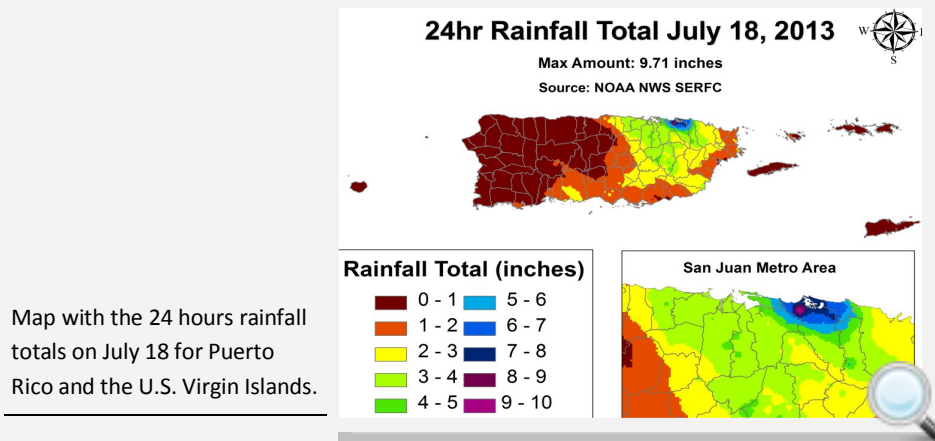 24hr Rainfall Total July 18, 2013
Max Amount: 9.71 inches
Source: NOAA NWS SERFC
W
S
Rainfall Total (inches)
0 - 1 5 - 6
1 - 2 6 - 7
2 - 3 7 - 8
3 - 4 8 - 9
4 - 5 9 - 10
San Juan Metro Area
Map with the 24 hours rainfall
totals on July 18 for Puerto
Rico and the U.S. Virgin Islands.